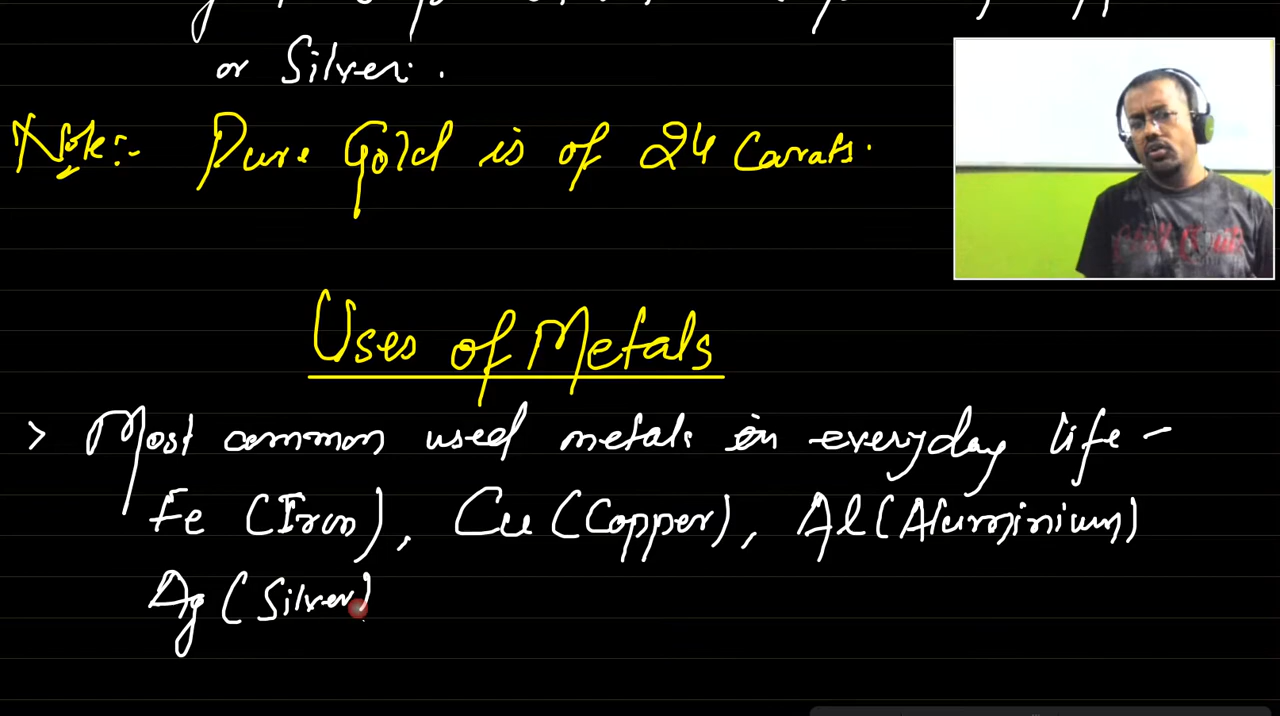 or Silver.
Note:- Pure Gold is of 24 Carats.
Uses of Metals
> Most common used metals in everyday life -
Fe (Iron), Cu (Copper), Al (Aluminium)
Ag (Silver)